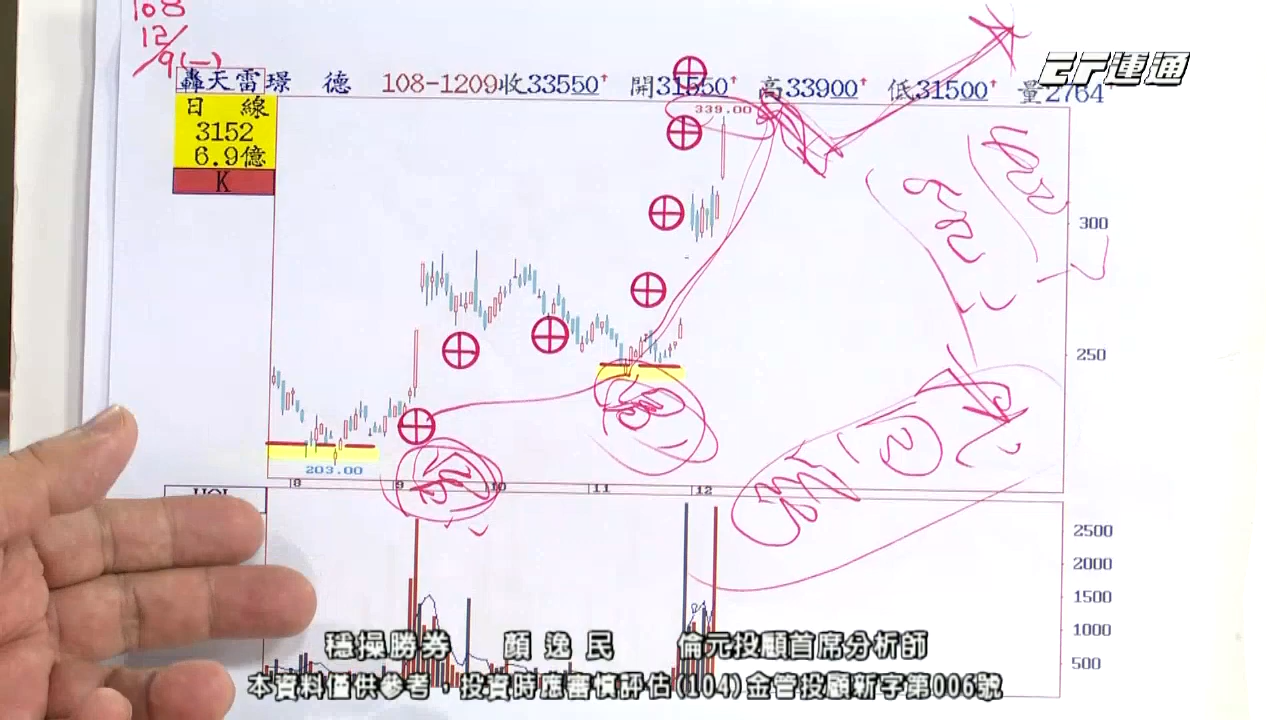 108
12/9(一)
轟天雷璟 德 108-1209收33550↑ 開31550↑ 高33900↑ 低31500↑ 量2764↑
ET運通
日 線
3152
6.9億
K
339.00
300
250
203.00
8 9 10 11 12
VOL
2500
2000
1500
1000
500
穩操勝券 顏逸民 倫元投顧首席分析師
本資料僅供參考，投資時應審慎評估(104)金管投顧新字第006號